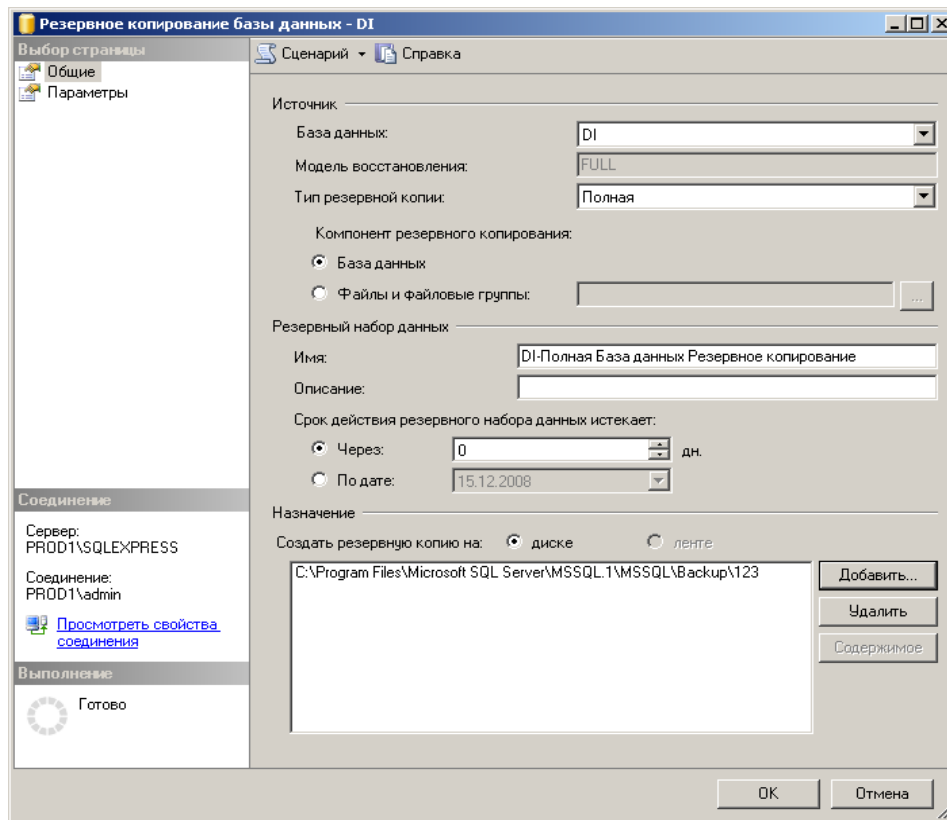 Резервное копирование базы данных - DI
Выбор страницы
Общие
Параметры
Сценарий
Справка
Источник
База данных:
DI
Модель восстановления:
FULL
Тип резервной копии:
Полная
Компонент резервного копирования:
База данных
Файлы и файловые группы:
...
Резервный набор данных
Имя:
DI-Полная База данных Резервное копирование
Описание:
Срок действия резервного набора данных истекает:
Через:
0
дн.
По дате:
15.12.2008
Назначение
Создать резервную копию на:
диске
ленте
C:\Program Files\Microsoft SQL Server\MSSQL.1\MSSQL\Backup\123
Добавить...
Удалить
Содержимое
Соединение
Сервер:
PROD1\SQLEXPRESS
Соединение:
PROD1\admin
Просмотреть свойства
соединения
Выполнение
Готово
OK
Отмена